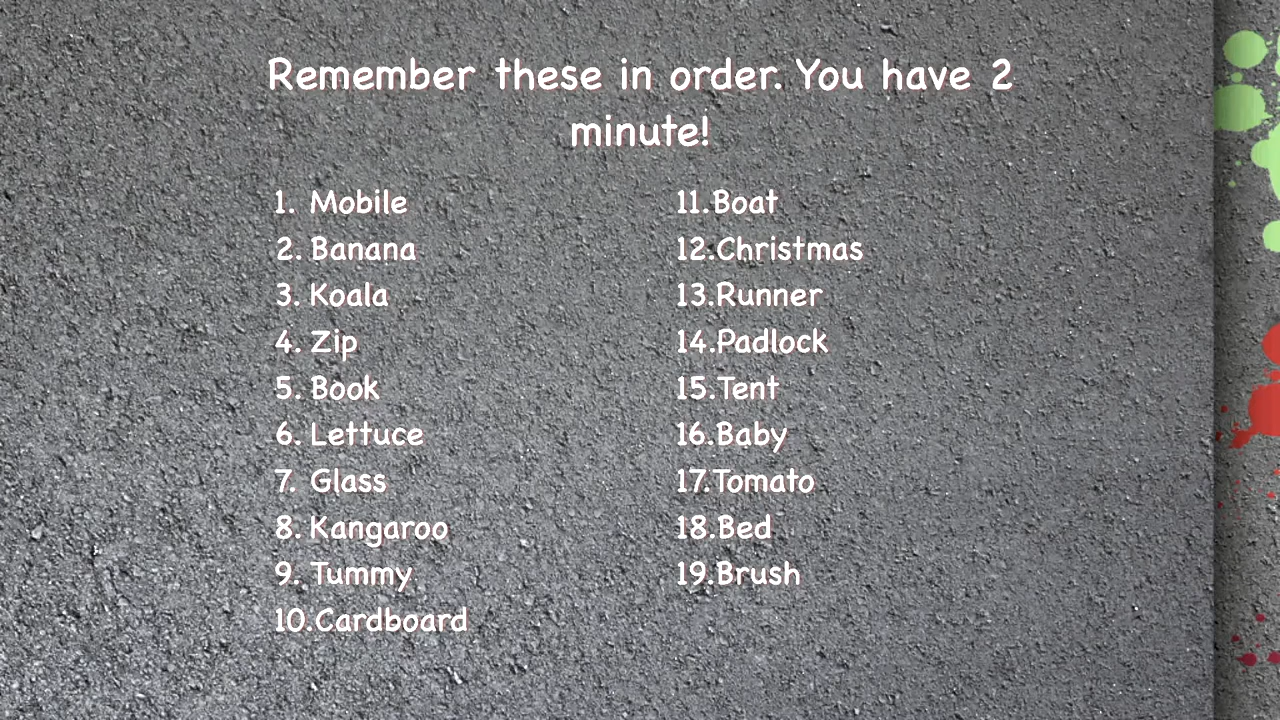 Remember these in order. You have 2
minute!
1. Mobile
2. Banana
3. Koala
4. Zip
5. Book
6. Lettuce
7. Glass
8. Kangaroo
9. Tummy
10.Cardboard
11.Boat
12.Christmas
13.Runner
14.Padlock
15.Tent
16.Baby
17.Tomato
18.Bed
19.Brush